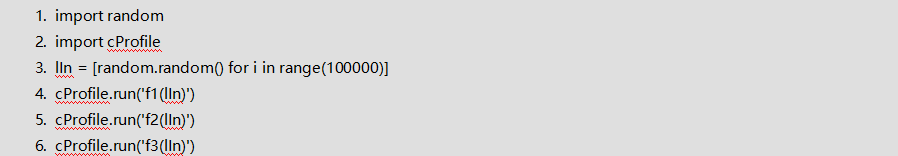 1. import random
2. import cProfile
3. lIn = [random.random() for i in range(100000)]
4. cProfile.run('f1(lIn)')
5. cProfile.run('f2(lIn)')
6. cProfile.run('f3(lIn)')